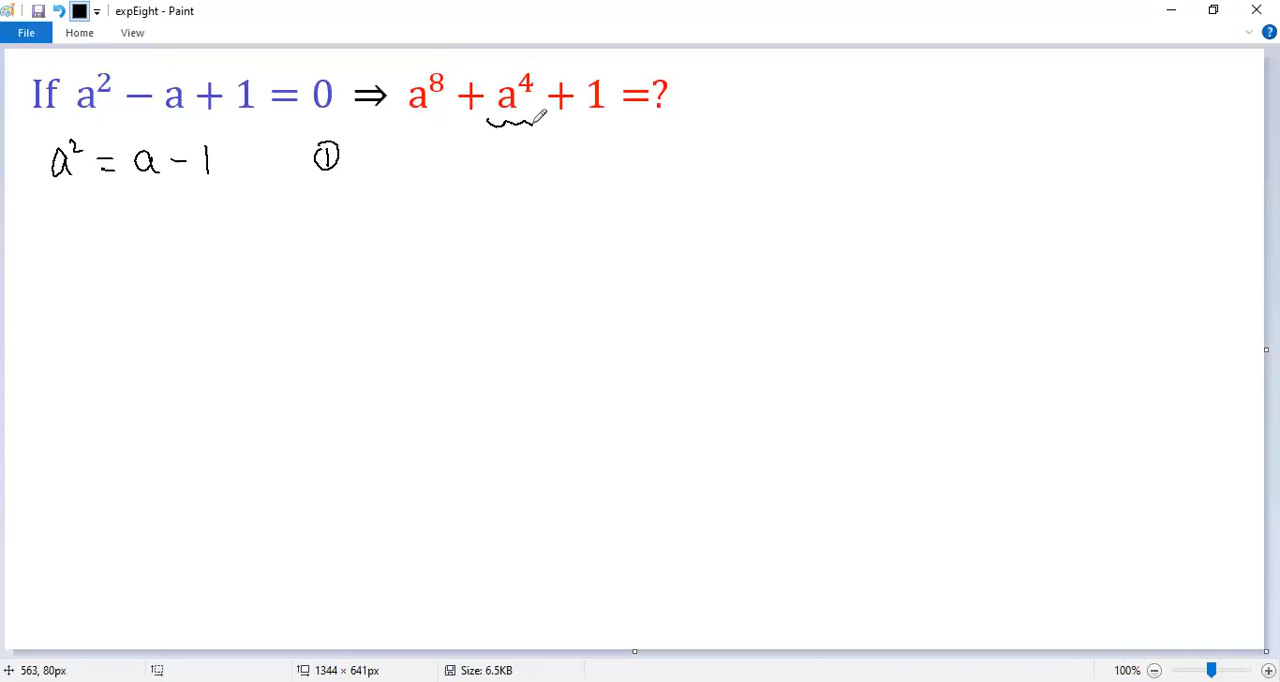 expEight - Paint
File Home View
If a² − a + 1 = 0 ⇒ a⁸ + a⁴ + 1 =?
a² = a − 1 ①
563, 80px 1344 × 641px Size: 6.5KB 100%